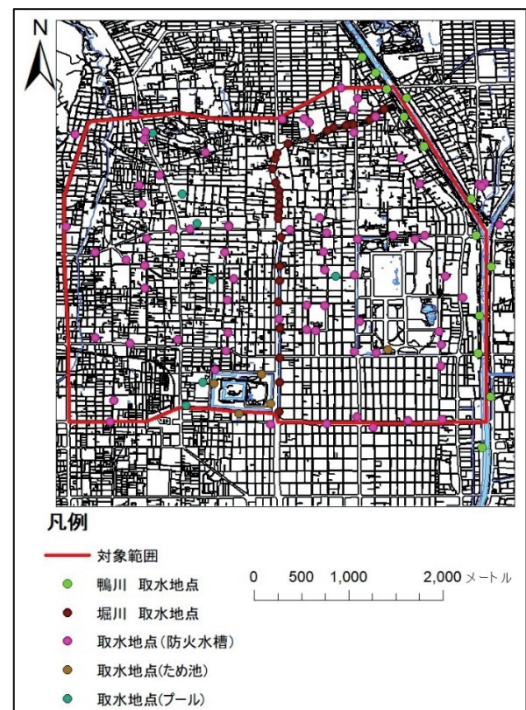 N
凡例
対象範囲
鴨川 取水地点
堀川 取水地点
取水地点(防火水槽)
取水地点(ため池)
取水地点(プール)
0 500 1,000 2,000 メートル